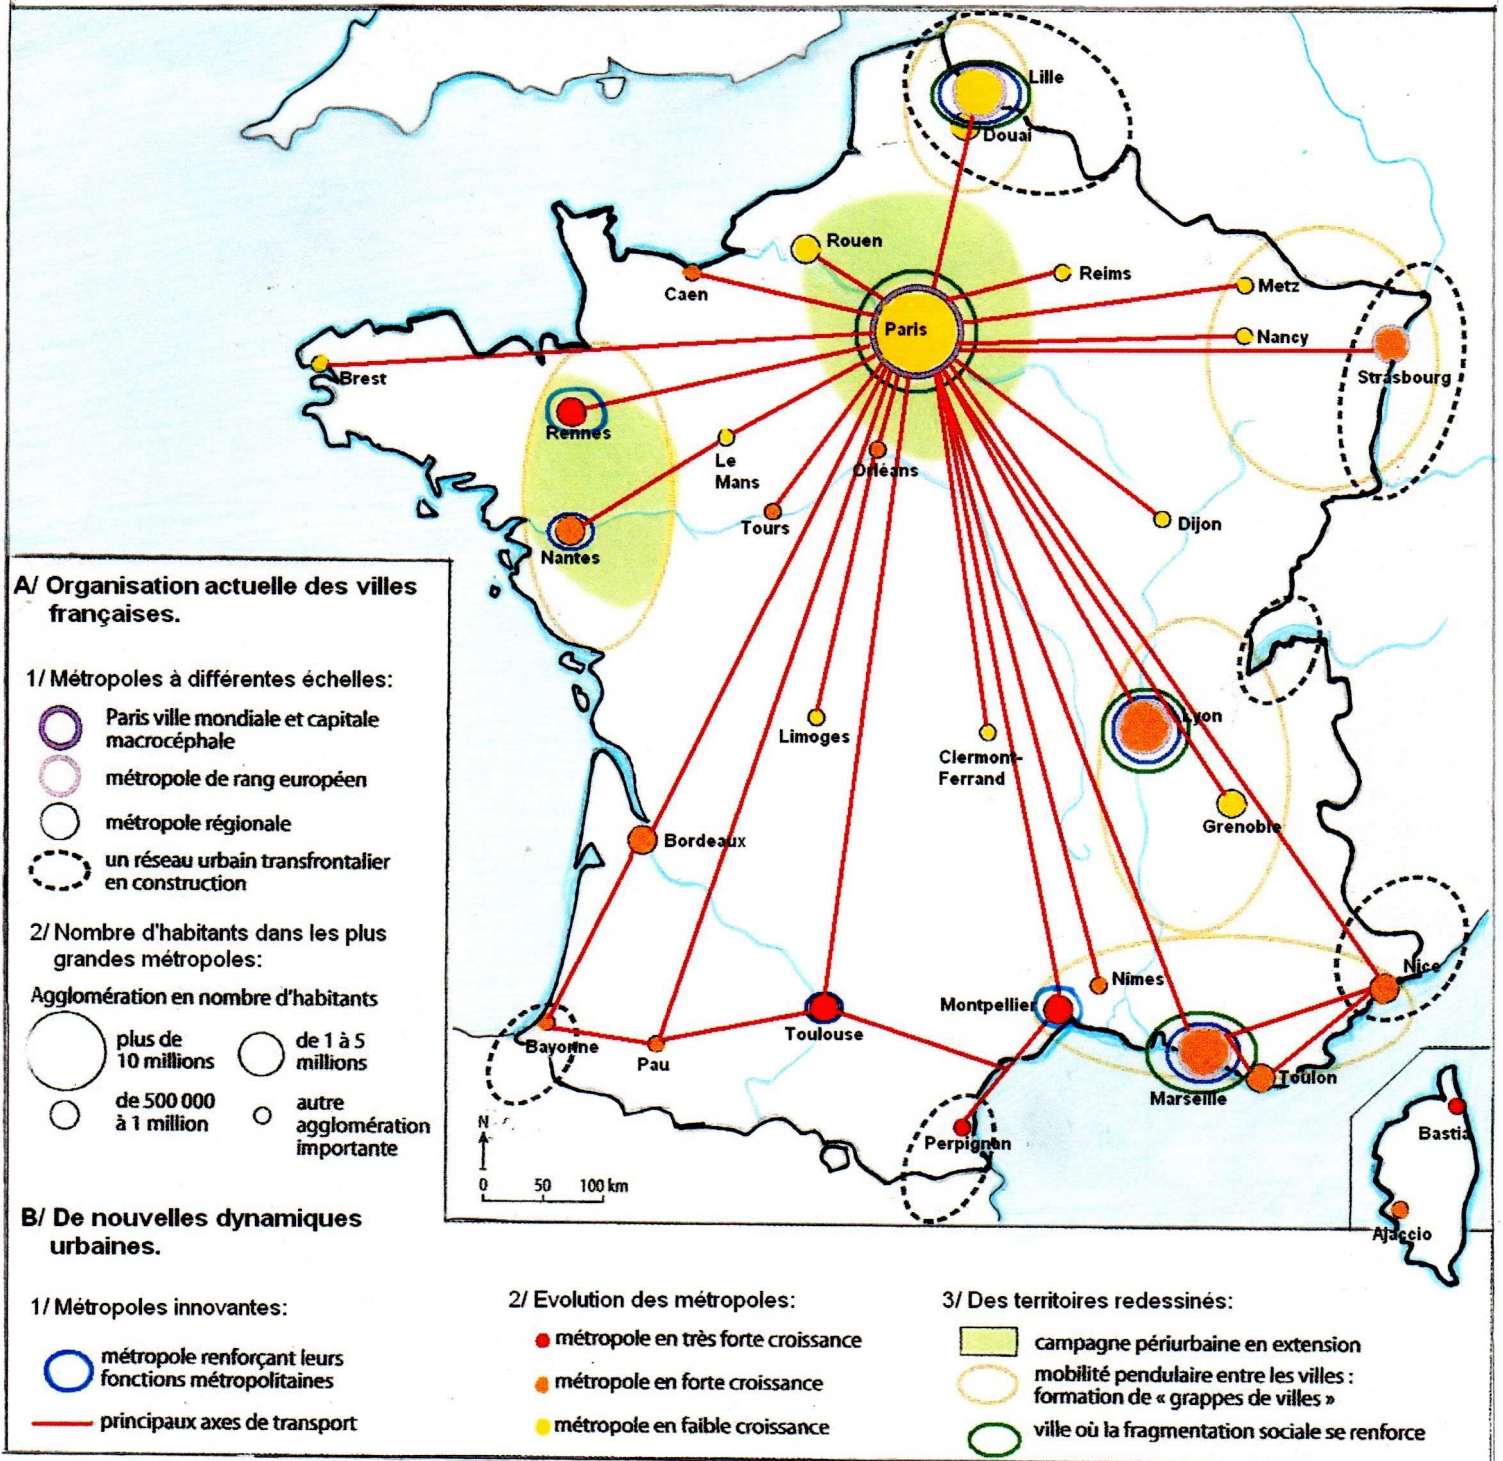 Lille
Douai
Rouen
Caen
Reims
Metz
Paris
Nancy
Brest
Strasbourg
Rennes
Le
Mans
Orléans
Tours
Dijon
Nantes
Limoges
Clermont-
Ferrand
Lyon
Grenoble
Bordeaux
Nice
Nîmes
Montpellier
Toulouse
Bayonne
Pau
Marseille
Toulon
Perpignan
Bastia
Ajaccio
N
0 50 100 km
A/ Organisation actuelle des villes
françaises.
1/ Métropoles à différentes échelles:
Paris ville mondiale et capitale
macrocéphale
métropole de rang européen
métropole régionale
un réseau urbain transfrontalier
en construction
2/ Nombre d'habitants dans les plus
grandes métropoles:
Agglomération en nombre d'habitants
plus de
10 millions
de 1 à 5
millions
de 500 000
à 1 million
autre
agglomération
importante
B/ De nouvelles dynamiques
urbaines.
1/ Métropoles innovantes:
métropole renforçant leurs
fonctions métropolitaines
principaux axes de transport
2/ Evolution des métropoles:
métropole en très forte croissance
métropole en forte croissance
métropole en faible croissance
3/ Des territoires redessinés:
campagne périurbaine en extension
mobilité pendulaire entre les villes :
formation de « grappes de villes »
ville où la fragmentation sociale se renforce